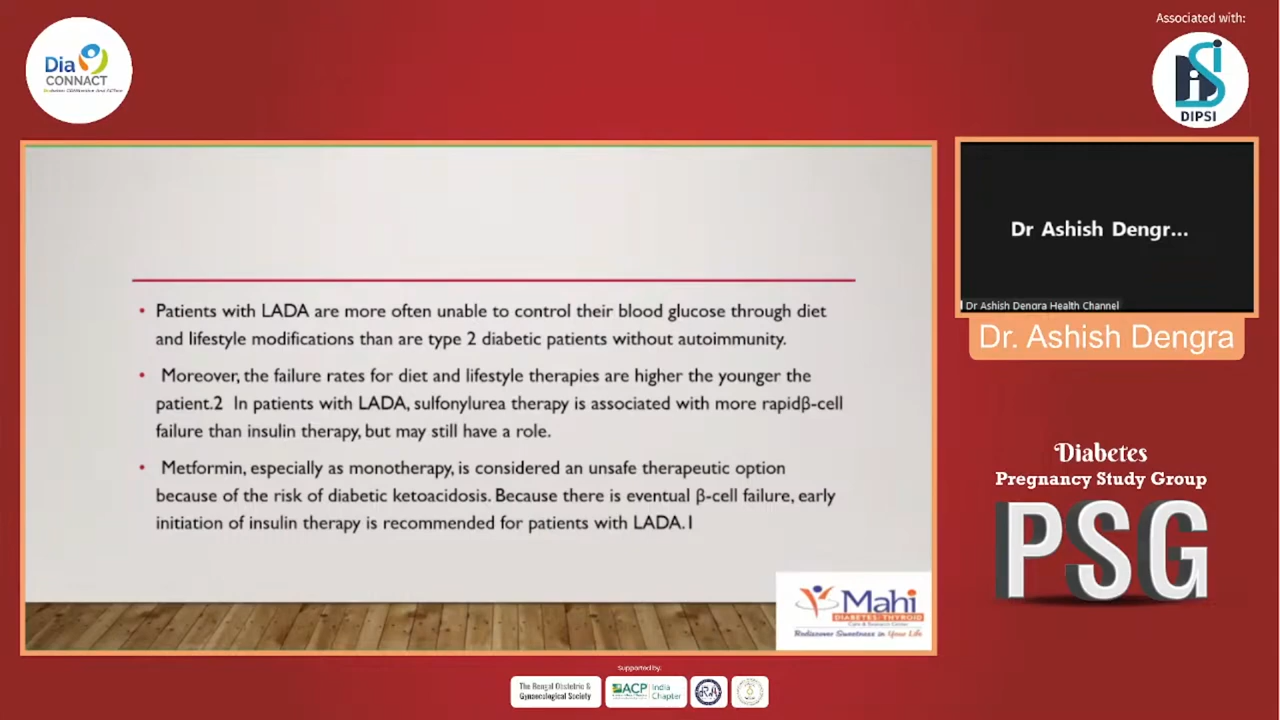 Associated with:
Dia
CONNACT
DIPSI
Dr Ashish Dengr...
Dr Ashish Dengra Health Channel
Dr. Ashish Dengra
• Patients with LADA are more often unable to control their blood glucose through diet
and lifestyle modifications than are type 2 diabetic patients without autoimmunity.
• Moreover, the failure rates for diet and lifestyle therapies are higher the younger the
patient.2 In patients with LADA, sulfonylurea therapy is associated with more rapidβ-cell
failure than insulin therapy, but may still have a role.
• Metformin, especially as monotherapy, is considered an unsafe therapeutic option
because of the risk of diabetic ketoacidosis. Because there is eventual β-cell failure, early
initiation of insulin therapy is recommended for patients with LADA.1
Diabetes
Pregnancy Study Group
PSG
Mahi
DIABETES/THYROID
Care & Research Center
Rediscover Sweetness in Your Life
Supported by:
The Bengal Obstetric &
Gynaecological Society
ACP India
Chapter